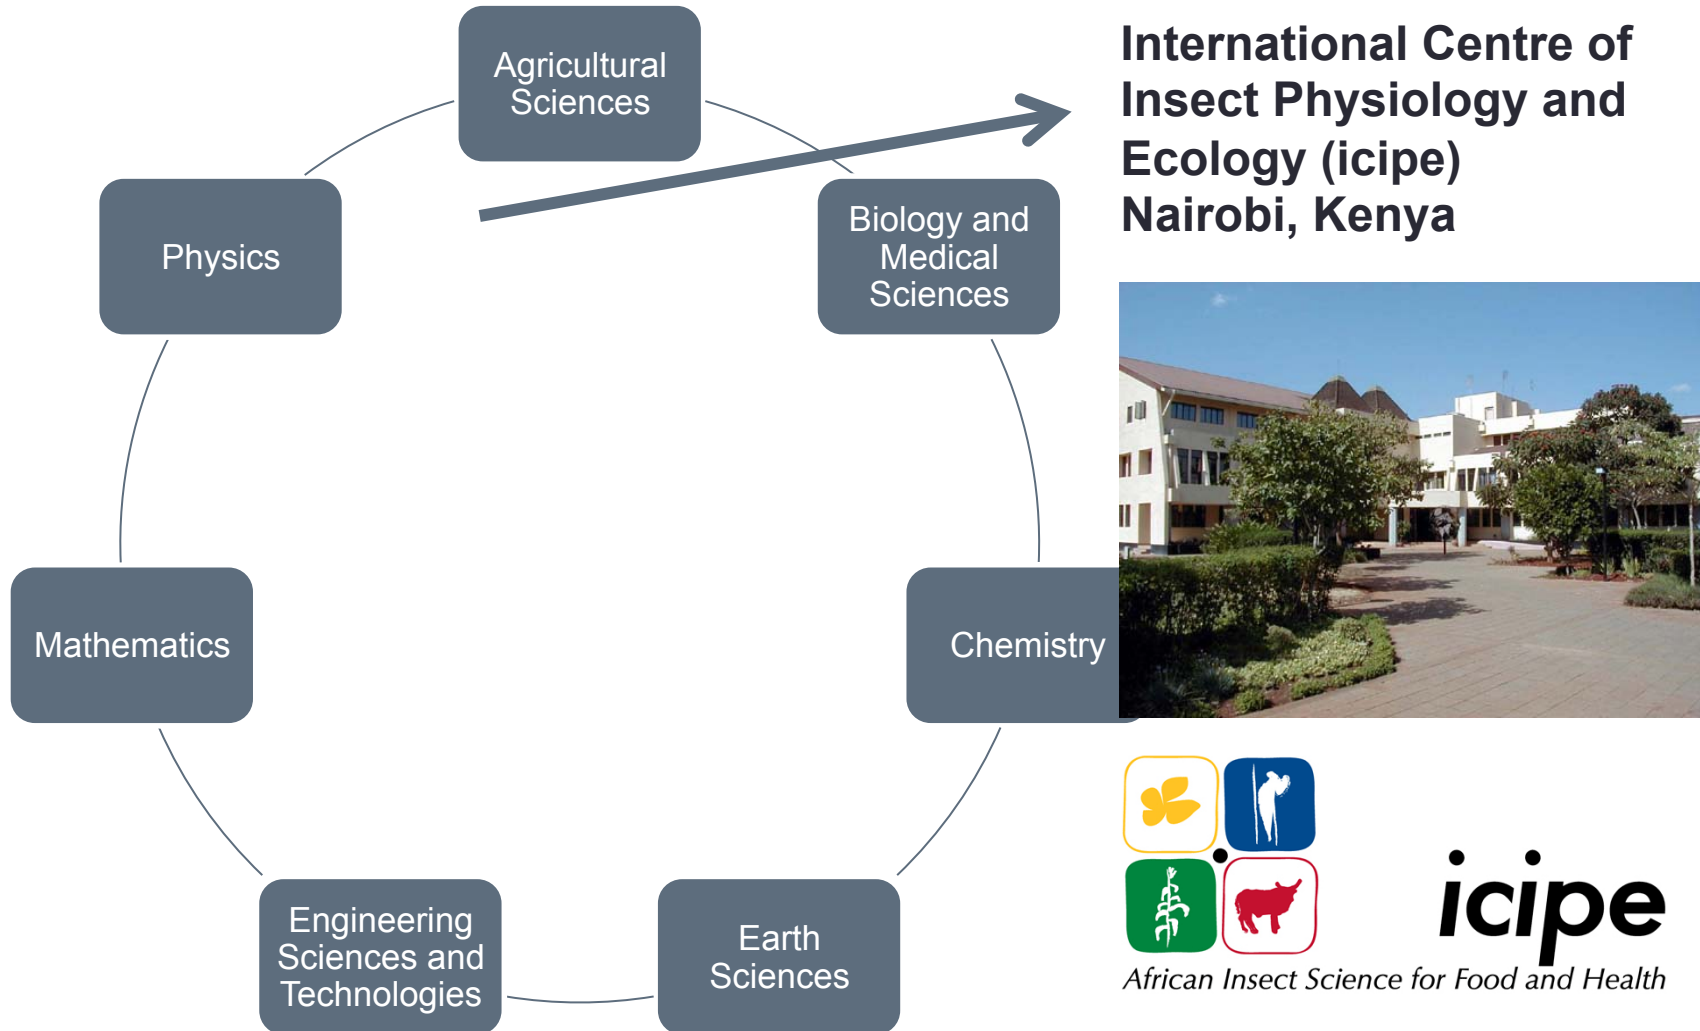 Agricultural
Sciences
Biology and
Medical
Sciences
Chemistry
Earth
Sciences
Engineering
Sciences and
Technologies
Mathematics
Physics
International Centre of
Insect Physiology and
Ecology (icipe)
Nairobi, Kenya
icipe
African Insect Science for Food and Health